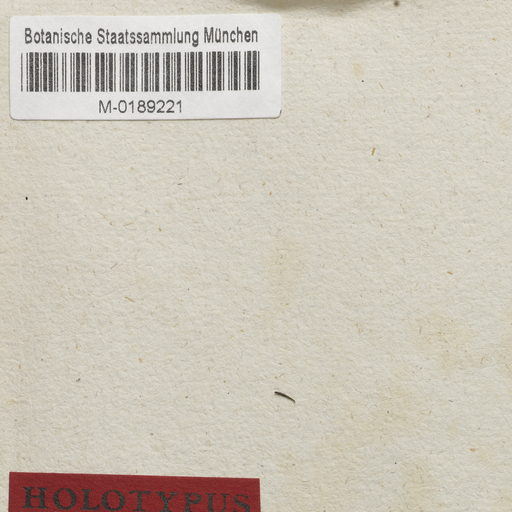 Botanische Staatssammlung München
M-0189221
HOLOTYPUS